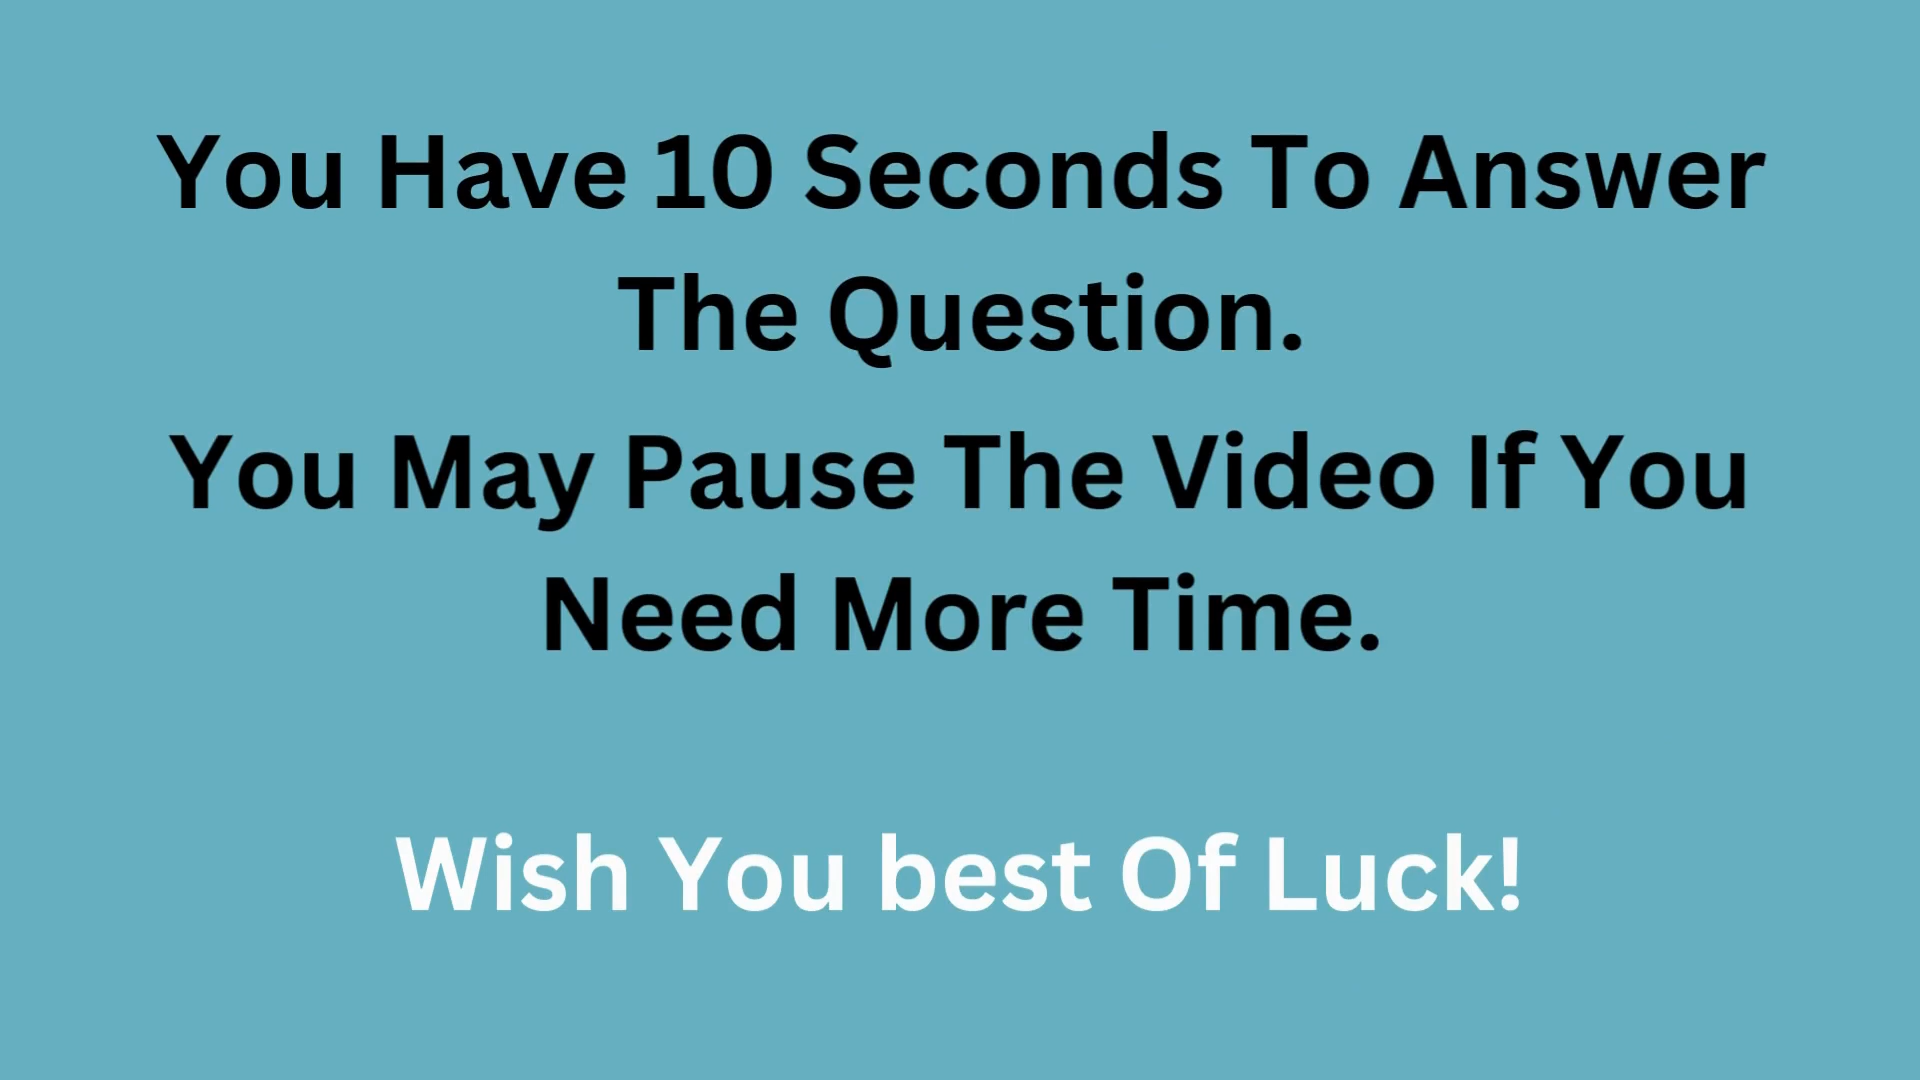 You Have 10 Seconds To Answer
The Question.
You May Pause The Video If You
Need More Time.
Wish You best Of Luck!